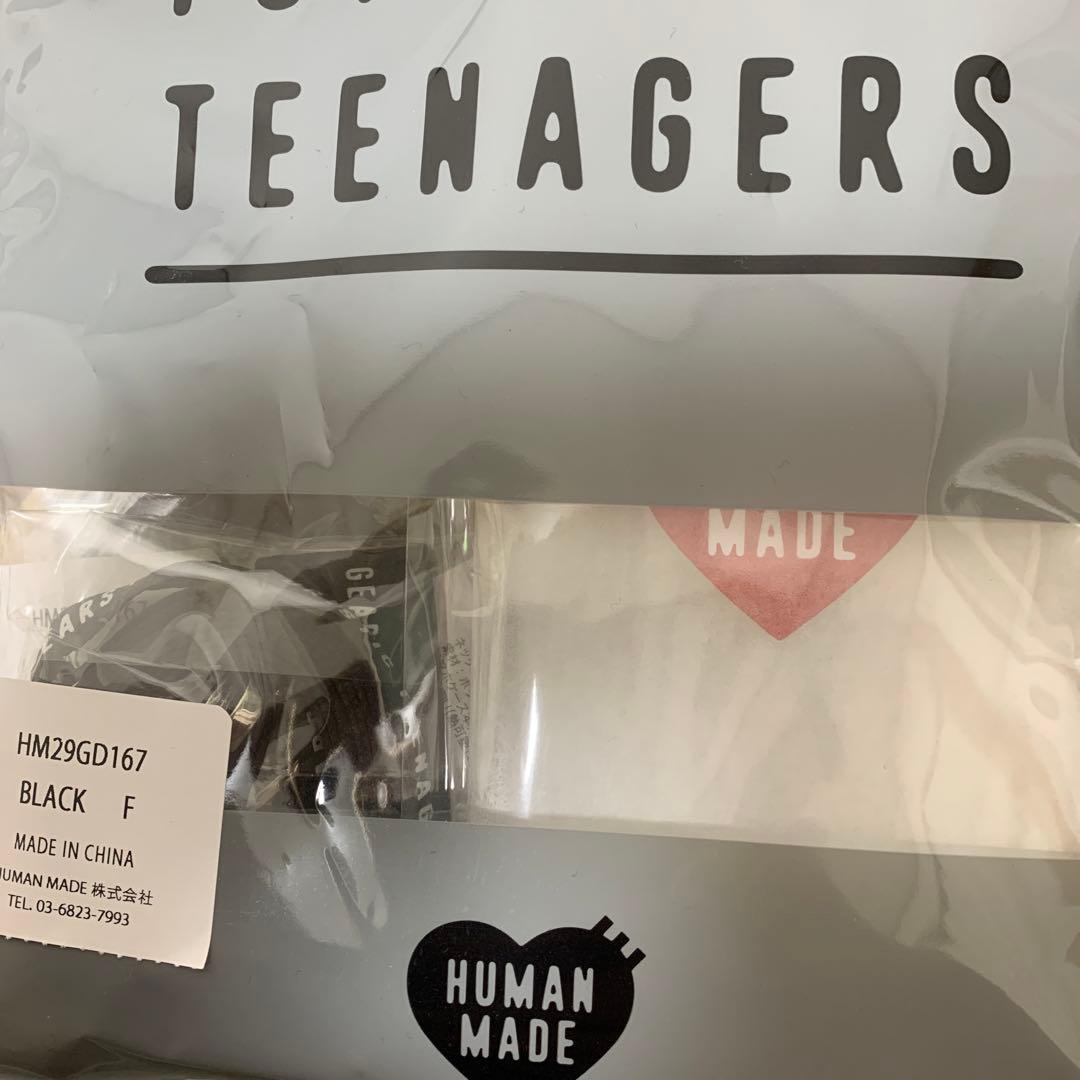 TEENAGERS
MADE
GEA
HM29GD167
BLACK F
MADE IN CHINA
HUMAN MADE 株式会社
TEL. 03-6823-7993
HUMAN
MADE